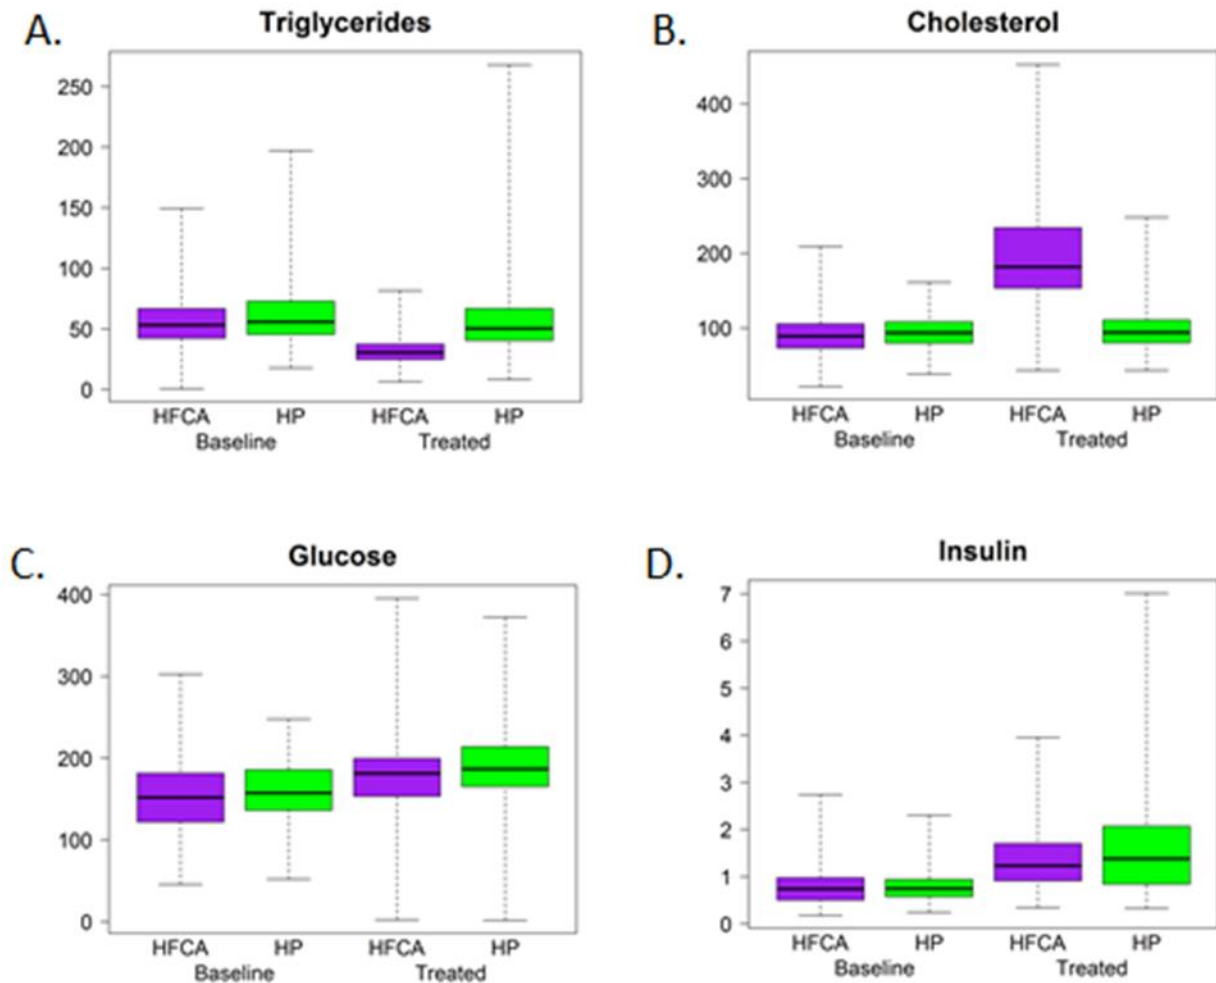 A. Triglycerides
250
200
150
100
50
0
HFCA HP HFCA HP
Baseline Treated
B. Cholesterol
400
300
200
100
HFCA HP HFCA HP
Baseline Treated
C. Glucose
400
300
200
100
0
HFCA HP HFCA HP
Baseline Treated
D. Insulin
7
6
5
4
3
2
1
0
HFCA HP HFCA HP
Baseline Treated